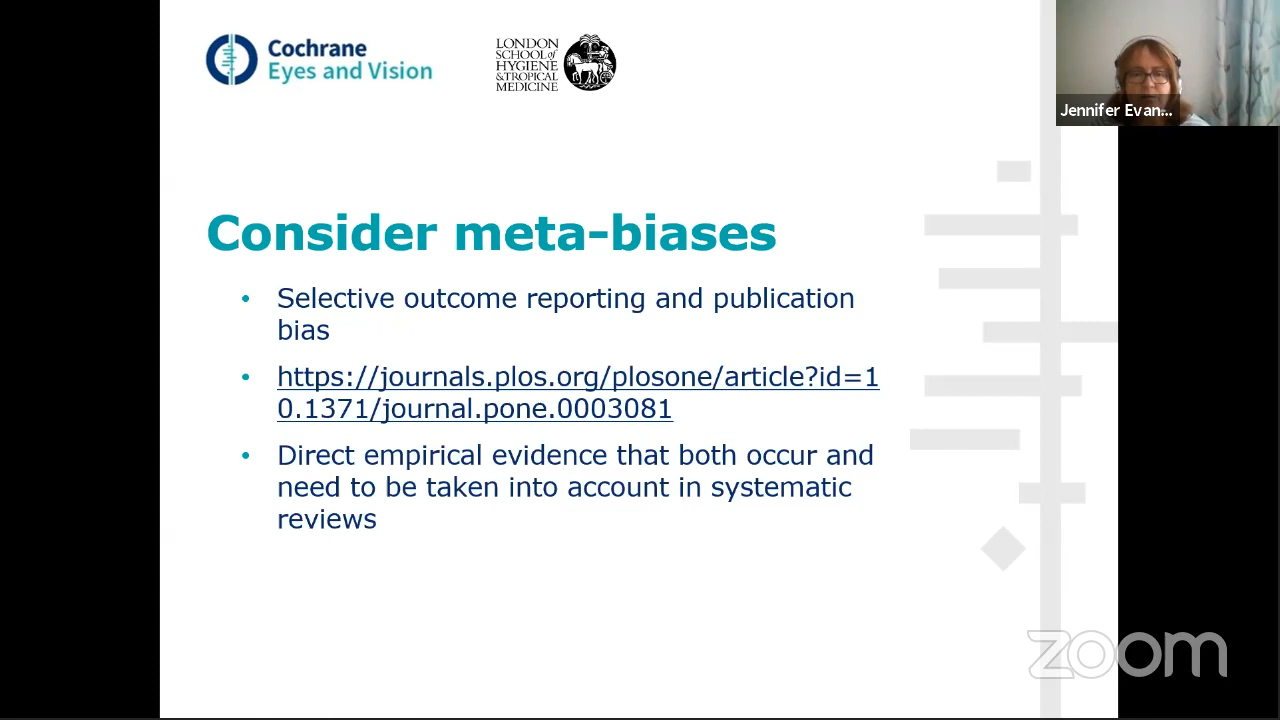 Cochrane
Eyes and Vision
LONDON
SCHOOL of
HYGIENE
& TROPICAL
MEDICINE
Jennifer Evan...
Consider meta-biases
• Selective outcome reporting and publication
bias
• https://journals.plos.org/plosone/article?id=1
0.1371/journal.pone.0003081
• Direct empirical evidence that both occur and
need to be taken into account in systematic
reviews
zoom